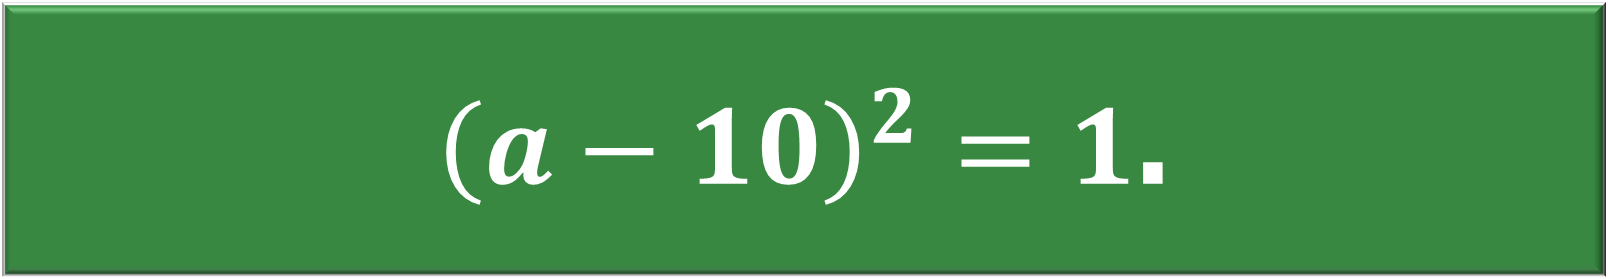 (a − 10)² = 1.